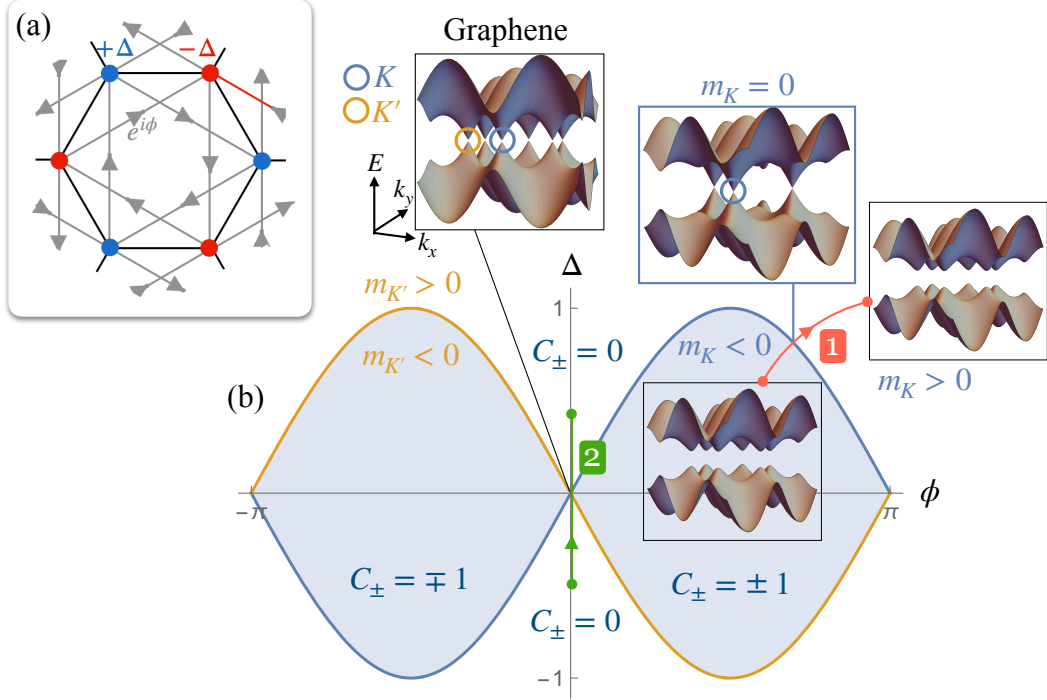 (a)
+Δ
−Δ
e^{iϕ}
Graphene
K
K′
E
k_y
k_x
m_K = 0
m_K > 0
(b)
Δ
1
m_{K′} > 0
m_{K′} < 0
C_± = 0
m_K < 0
1
2
−π
π
ϕ
C_± = ∓ 1
C_± = 0
C_± = ± 1
−1